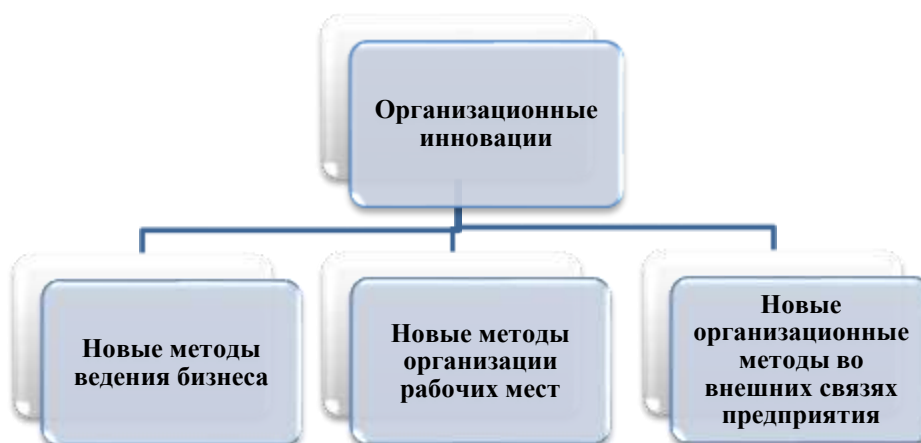 Организационные
инновации
Новые методы
ведения бизнеса
Новые методы
организации
рабочих мест
Новые
организационные
методы во
внешних связях
предприятия